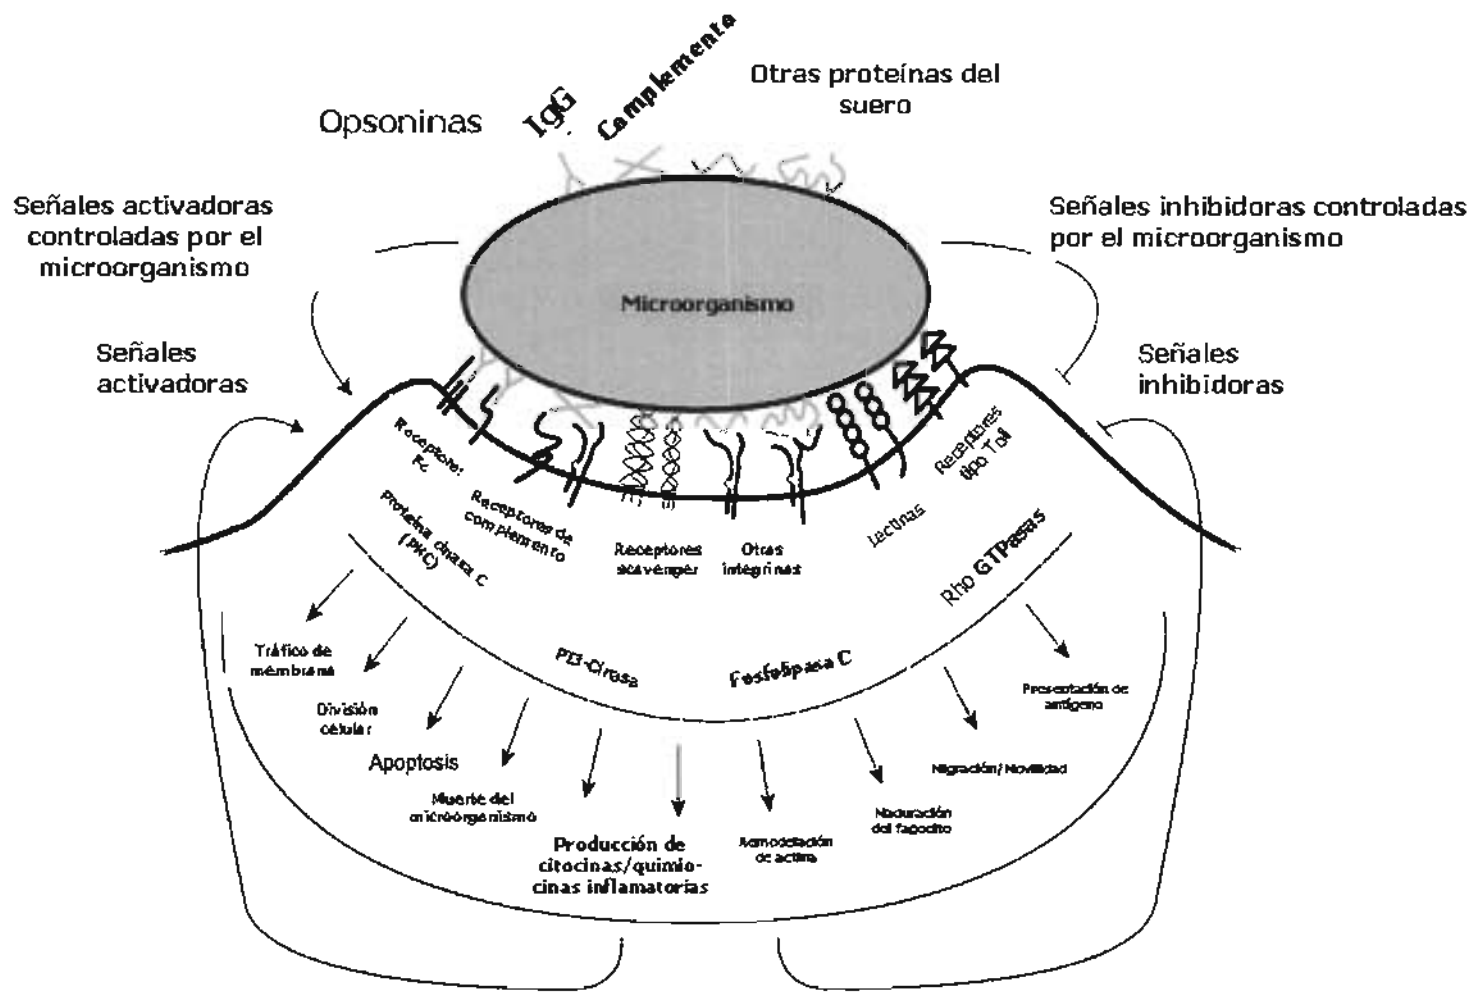 Opsoninas
IgG
Complemento
Otras proteínas del
suero
Señales activadoras
controladas por el
microorganismo
Señales inhibidoras controladas
por el microorganismo
Microorganismo
Señales
activadoras
Señales
inhibidoras
Receptores
Fc
Receptores de
complemento
Receptores
scavenger
Otras
integrinas
Lectinas
Receptores
tipo Toll
Proteína cinasa C
(PKC)
PI3-Cinasa
Fosfolipasa C
Rho GTPasas
Tráfico de
membrana
División
celular
Apoptosis
Muerte del
microorganismo
Producción de
citocinas/quimio-
cinas inflamatorias
Remodelación
de actina
Maduración
del fagocito
Migración/Movilidad
Presentación de
antígeno